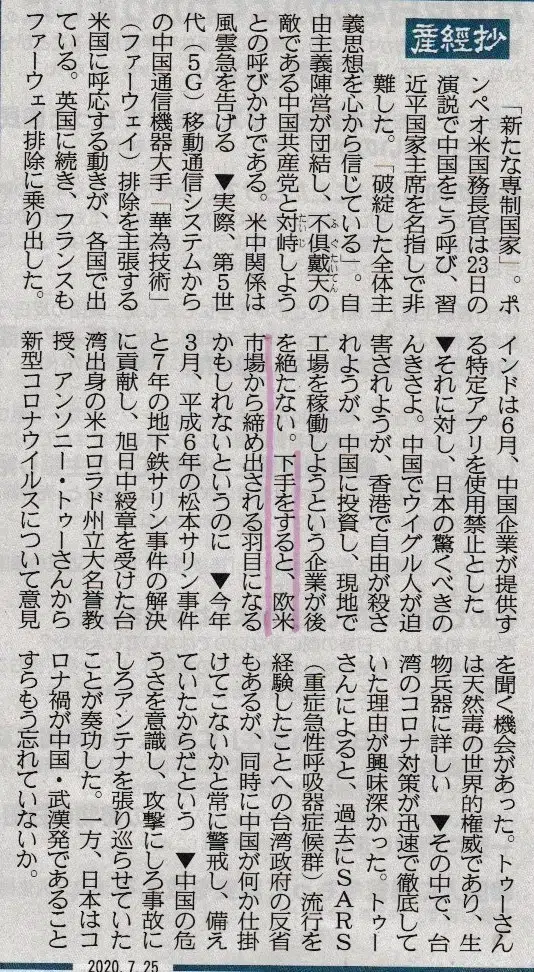 産經抄
「新たな専制国家」。ポ
ンペオ米国務長官は23日の
演説で中国をこう呼び、習
近平国家主席を名指しで非
難した。「破綻した全体主
義思想を心から信じている」。自
由主義陣営が団結し、不倶戴天の
敵である中国共産党と対峙しよう
との呼びかけである。米中関係は
風雲急を告げる▼実際、第5世
代（5G）移動通信システムから
の中国通信機器大手「華為技術」
（ファーウェイ）排除を主張する
米国に呼応する動きが、各国で出
ている。英国に続き、フランスも
ファーウェイ排除に乗り出した。
インドは6月、中国企業が提供す
る特定アプリを使用禁止とした
▼それに対し、日本の驚くべきの
んきさよ。中国でウイグル人が迫
害されようが、香港で自由が殺さ
れようが、中国に投資し、現地で
工場を稼働しようという企業が後
を絶たない。下手をすると、欧米
市場から締め出される羽目になる
かもしれないというのに▼今年
3月、平成6年の松本サリン事件
と7年の地下鉄サリン事件の解決
に貢献し、旭日中綬章を受けた台
湾出身の米コロラド州立大名誉教
授、アンソニー・トゥーさんから
新型コロナウイルスについて意見
を聞く機会があった。トゥーさん
は天然毒の世界的権威であり、生
物兵器に詳しい▼その中で、台
湾のコロナ対策が迅速で徹底して
いた理由が興味深かった。トゥー
さんによると、過去にSARS
（重症急性呼吸器症候群）流行を
経験したことへの台湾政府の反省
もあるが、同時に中国が何か仕掛
けてこないかと常に警戒し、備え
ていたからだという▼中国の危
うさを意識し、攻撃にしろ事故に
しろアンテナを張り巡らせていた
ことが奏功した。一方、日本はコ
ロナ禍が中国・武漢発であること
すらもう忘れていないか。
2020.7.25